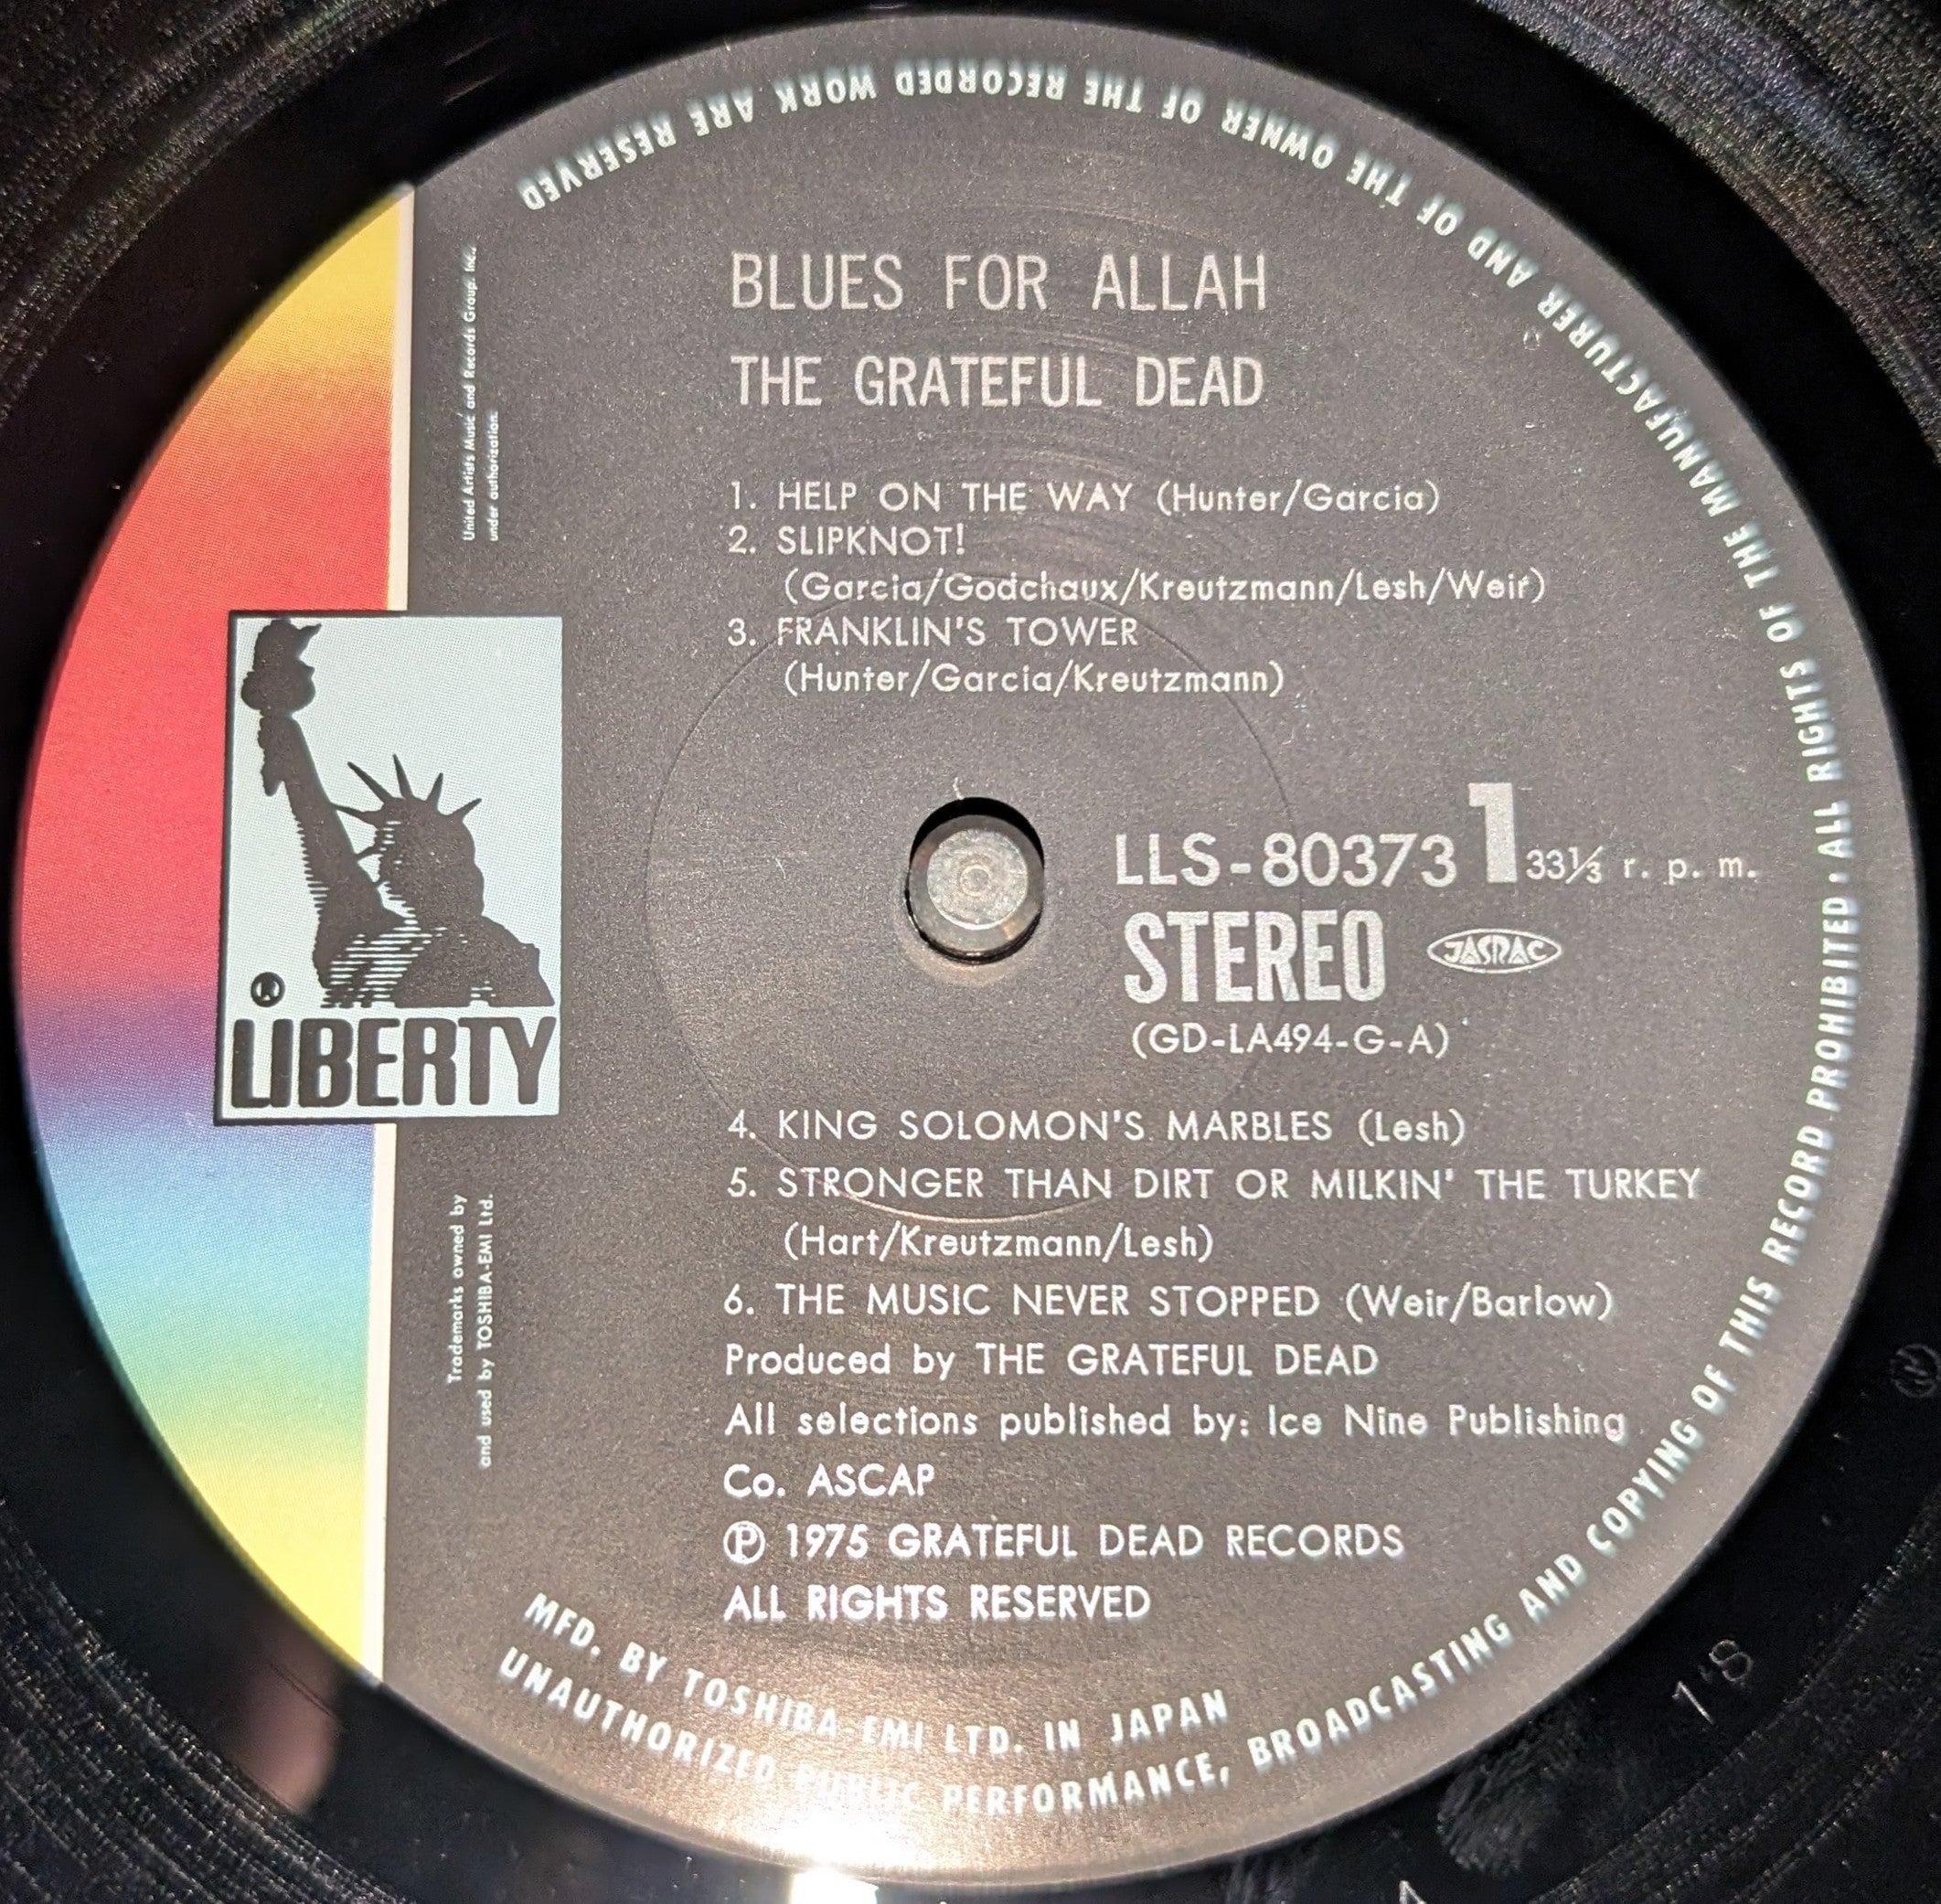 BLUES FOR ALLAH
THE GRATEFUL DEAD
1. HELP ON THE WAY (Hunter/Garcia)
2. SLIPKNOT!
(Garcia/Godchaux/Kreutzmann/Lesh/Weir)
3. FRANKLIN'S TOWER
(Hunter/Garcia/Kreutzmann)
LLS-80373 1 33⅓ r. p. m.
STEREO JASRAC
(GD-LA494-G-A)
4. KING SOLOMON'S MARBLES (Lesh)
5. STRONGER THAN DIRT OR MILKIN' THE TURKEY
(Hart/Kreutzmann/Lesh)
6. THE MUSIC NEVER STOPPED (Weir/Barlow)
Produced by THE GRATEFUL DEAD
All selections published by: Ice Nine Publishing
Co. ASCAP
Ⓟ 1975 GRATEFUL DEAD RECORDS
ALL RIGHTS RESERVED
® LIBERTY
United Artists Music and Records Group. Inc.
under authorization.
Trademarks owned by
and used by TOSHIBA-EMI Ltd.
MFD. BY TOSHIBA-EMI LTD. IN JAPAN
UNAUTHORIZED PUBLIC PERFORMANCE, BROADCASTING AND COPYING OF THIS RECORD PROHIBITED • ALL RIGHTS OF THE MANUFACTURER AND OF THE OWNER OF THE RECORDED WORK ARE RESERVED